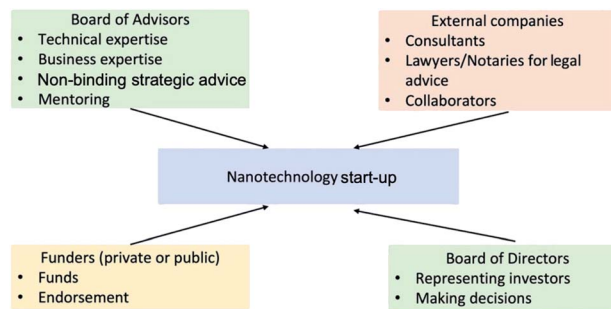 Board of Advisors
• Technical expertise
• Business expertise
• Non-binding strategic advice
• Mentoring
External companies
• Consultants
• Lawyers/Notaries for legal
advice
• Collaborators
Nanotechnology start-up
Funders (private or public)
• Funds
• Endorsement
Board of Directors
• Representing investors
• Making decisions